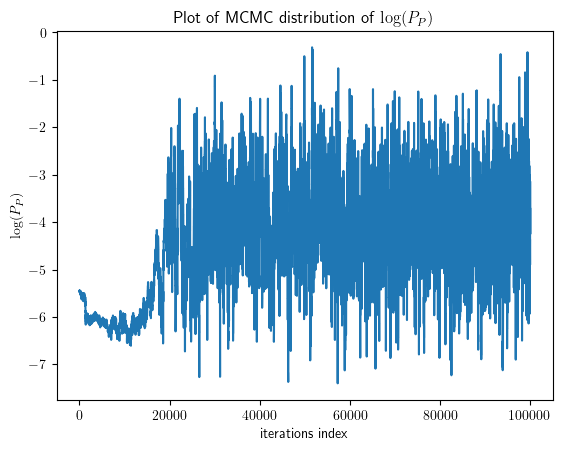 Plot of MCMC distribution of log(P_P)
0
−1
−2
−3
−4
−5
−6
−7
log(P_P)
0 20000 40000 60000 80000 100000
iterations index